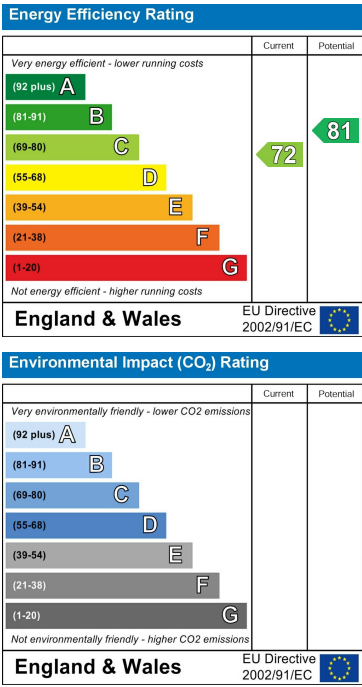 Energy Efficiency Rating
Current Potential
Very energy efficient - lower running costs
(92 plus) A
(81-91) B
81
(69-80) C
72
(55-68) D
(39-54) E
(21-38) F
(1-20) G
Not energy efficient - higher running costs
England & Wales
EU Directive
2002/91/EC
Environmental Impact (CO₂) Rating
Current Potential
Very environmentally friendly - lower CO2 emissions
(92 plus) A
(81-91) B
(69-80) C
(55-68) D
(39-54) E
(21-38) F
(1-20) G
Not environmentally friendly - higher CO2 emissions
England & Wales
EU Directive
2002/91/EC